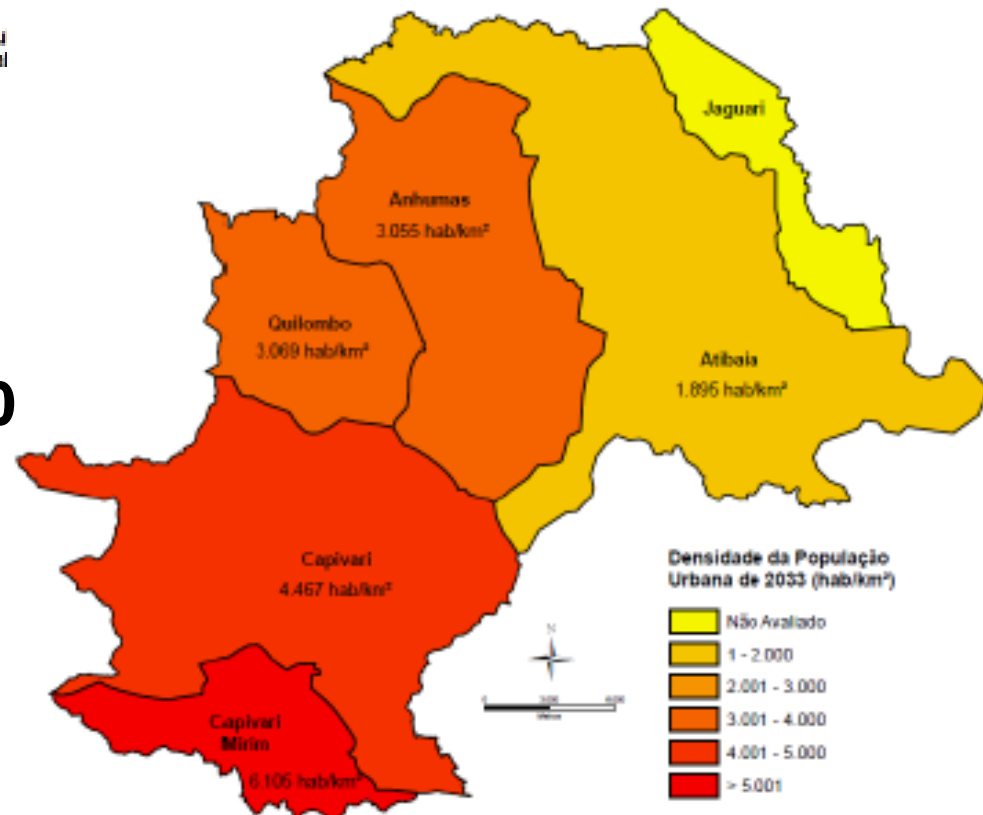 Jaguari
Anhumas
3.055 hab/km²
Quilombo
3.069 hab/km²
Atibaia
1.895 hab/km²
Capivari
4.467 hab/km²
Capivari
Mirim
6.105 hab/km²
Densidade da População
Urbana de 2033 (hab/km²)
Não Avaliado
1 - 2.000
2.001 - 3.000
3.001 - 4.000
4.001 - 5.000
> 5.001
N
0